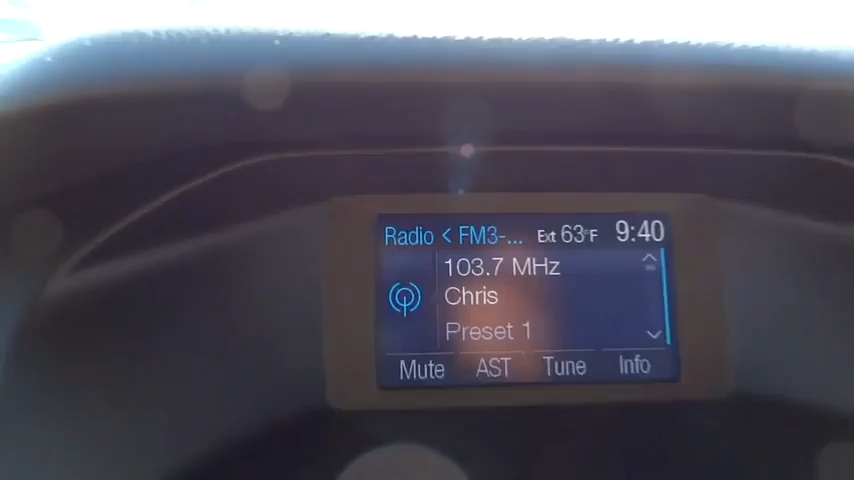 Radio < FM3-... Ext 63°F 9:40
103.7 MHz
Chris
Preset 1
Mute AST Tune Info